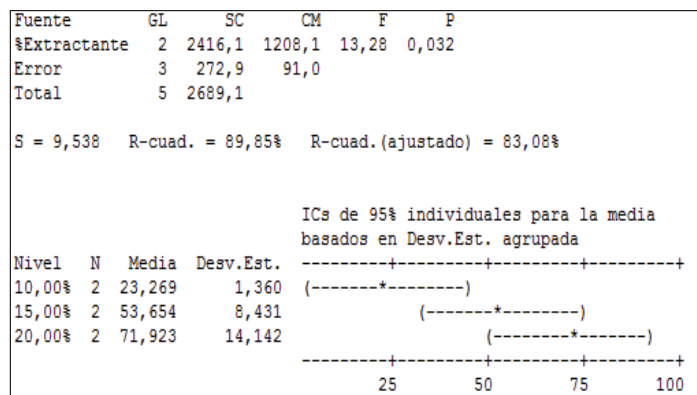 Fuente GL SC CM F P
%Extractante 2 2416,1 1208,1 13,28 0,032
Error 3 272,9 91,0
Total 5 2689,1
S = 9,538 R-cuad. = 89,85% R-cuad.(ajustado) = 83,08%
ICs de 95% individuales para la media
basados en Desv.Est. agrupada
Nivel N Media Desv.Est. ---------+---------+---------+---------+
10,00% 2 23,269 1,360 (-------*--------)
15,00% 2 53,654 8,431 (-------*--------)
20,00% 2 71,923 14,142 (--------*-------)
---------+---------+---------+---------+
25 50 75 100